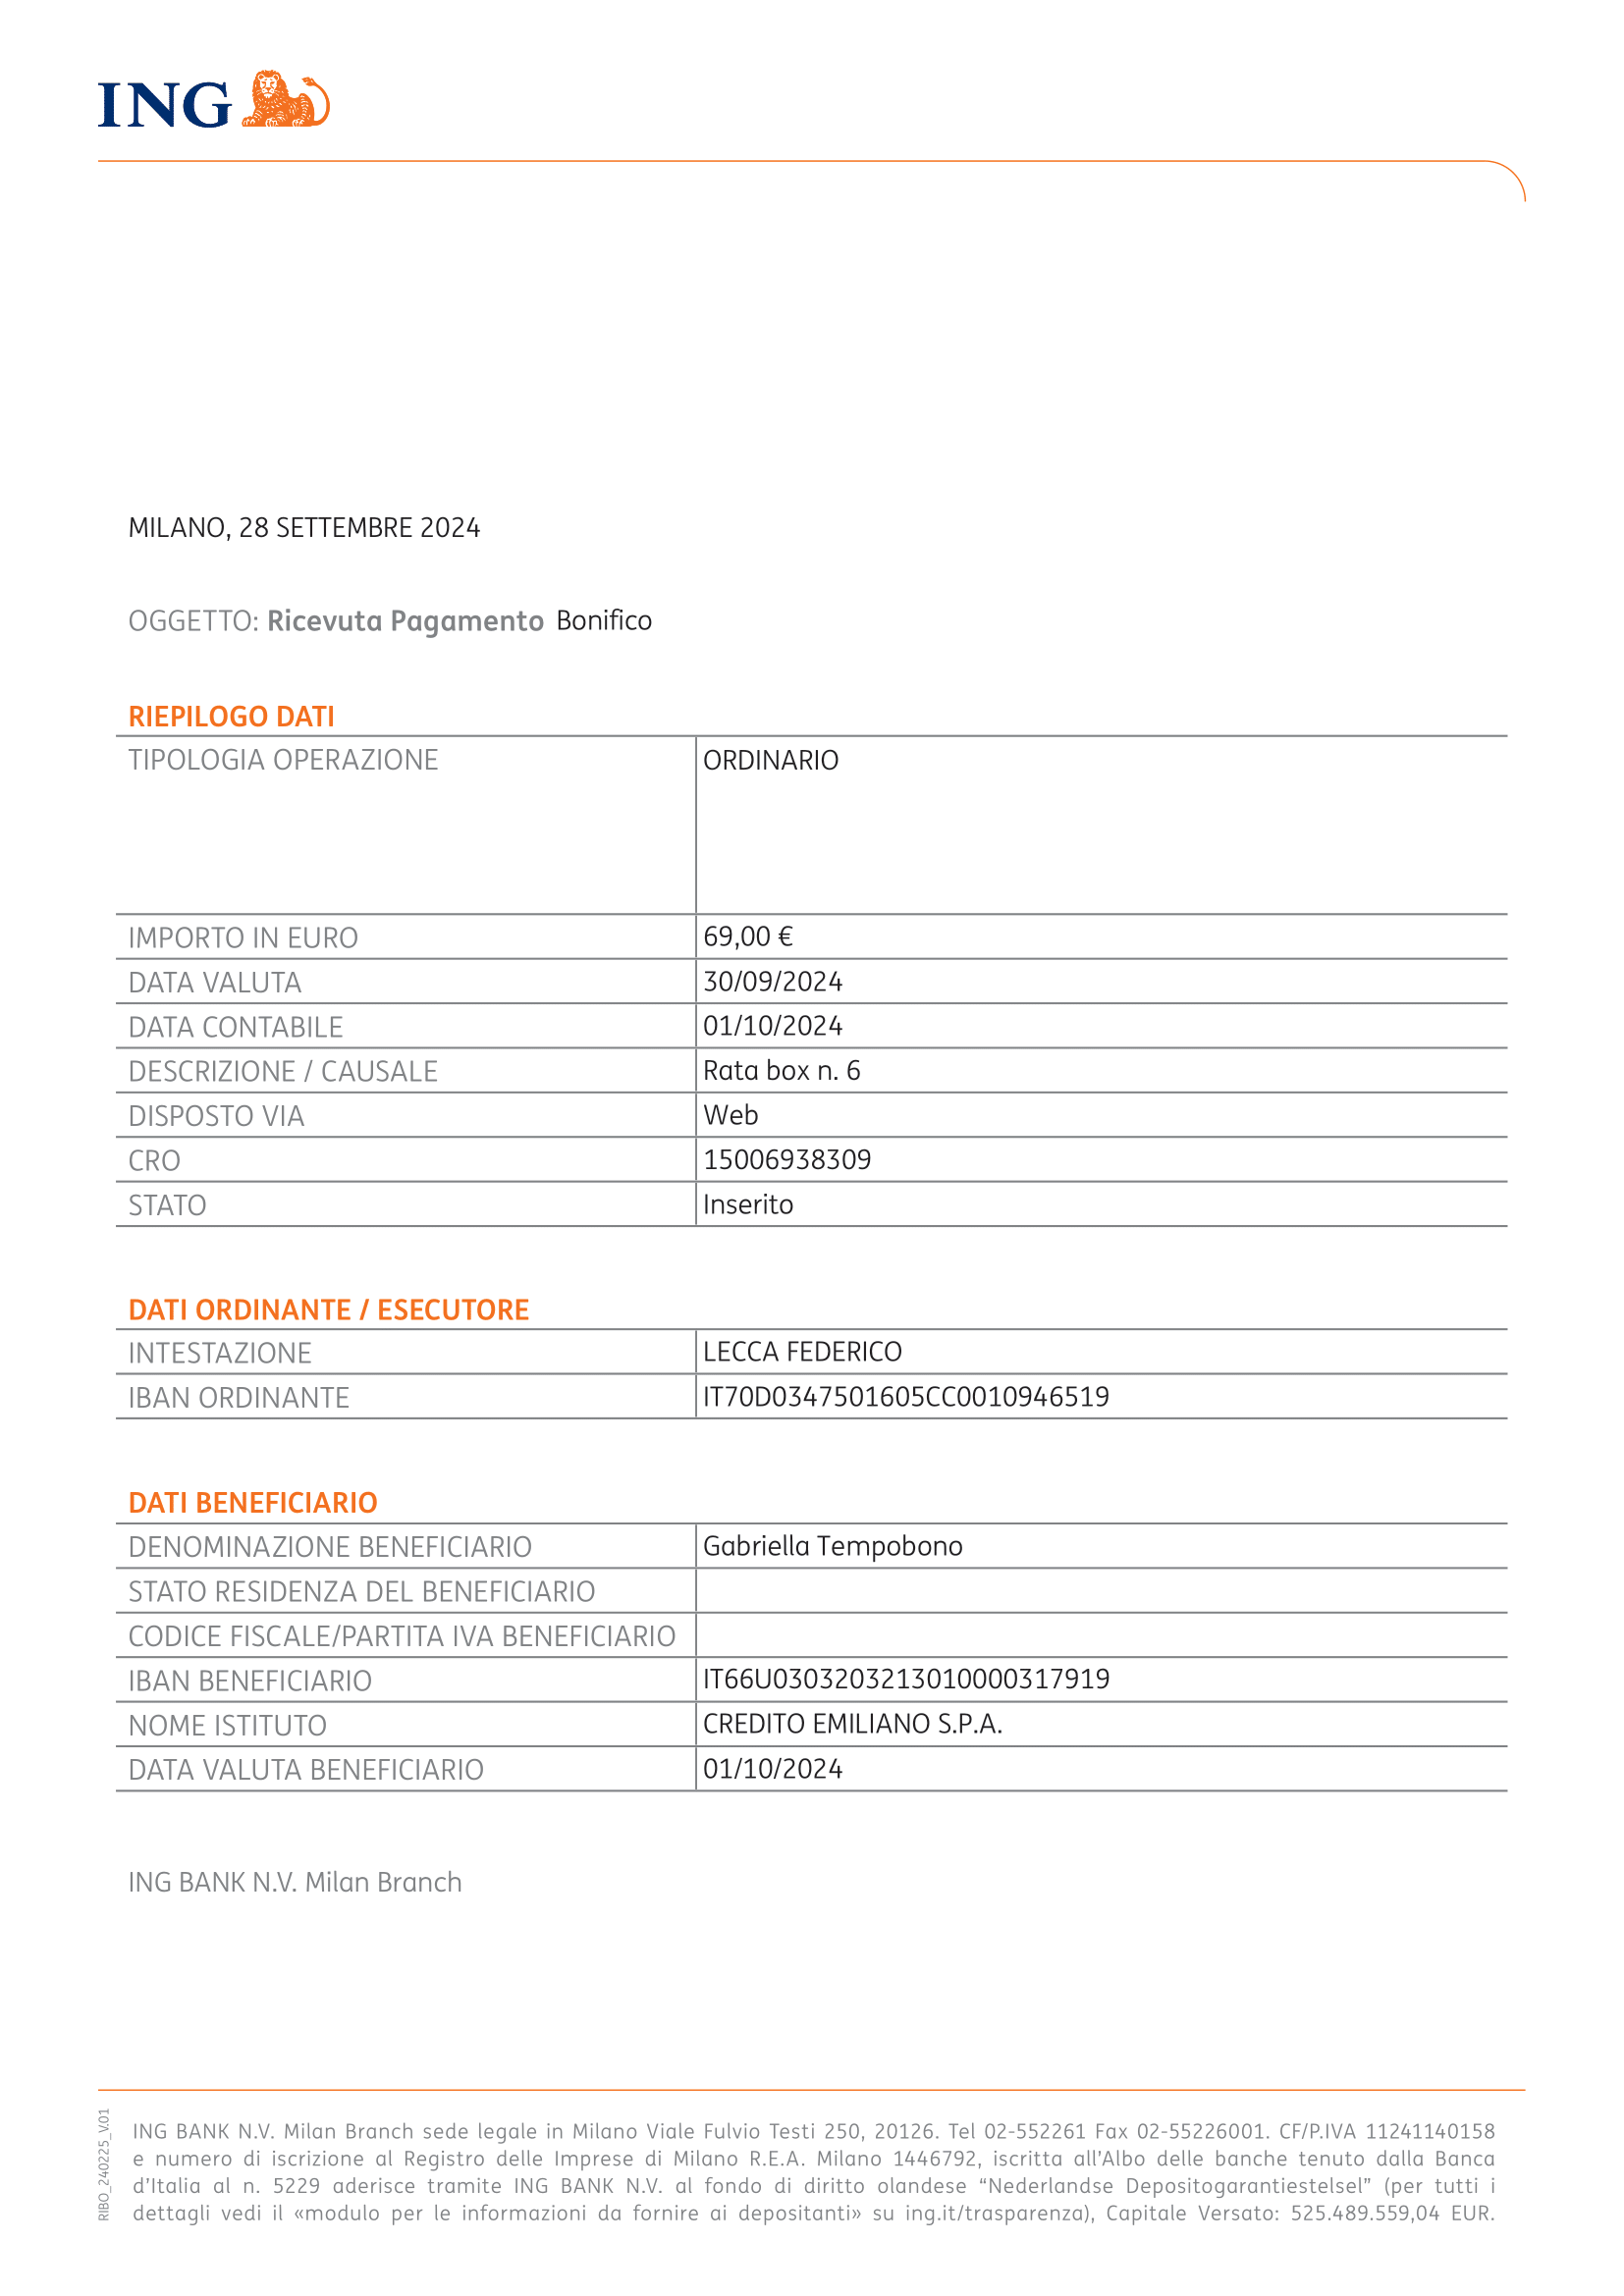 ING
MILANO, 28 SETTEMBRE 2024
OGGETTO: Ricevuta Pagamento Bonifico
RIEPILOGO DATI
TIPOLOGIA OPERAZIONE ORDINARIO
IMPORTO IN EURO 69,00 €
DATA VALUTA 30/09/2024
DATA CONTABILE 01/10/2024
DESCRIZIONE / CAUSALE Rata box n. 6
DISPOSTO VIA Web
CRO 15006938309
STATO Inserito
DATI ORDINANTE / ESECUTORE
INTESTAZIONE LECCA FEDERICO
IBAN ORDINANTE IT70D0347501605CC0010946519
DATI BENEFICIARIO
DENOMINAZIONE BENEFICIARIO Gabriella Tempobono
STATO RESIDENZA DEL BENEFICIARIO
CODICE FISCALE/PARTITA IVA BENEFICIARIO
IBAN BENEFICIARIO IT66U0303203213010000317919
NOME ISTITUTO CREDITO EMILIANO S.P.A.
DATA VALUTA BENEFICIARIO 01/10/2024
ING BANK N.V. Milan Branch
RIBO_240225_V.01
ING BANK N.V. Milan Branch sede legale in Milano Viale Fulvio Testi 250, 20126. Tel 02-552261 Fax 02-55226001. CF/P.IVA 11241140158
e numero di iscrizione al Registro delle Imprese di Milano R.E.A. Milano 1446792, iscritta all'Albo delle banche tenuto dalla Banca
d'Italia al n. 5229 aderisce tramite ING BANK N.V. al fondo di diritto olandese “Nederlandse Depositogarantiestelsel” (per tutti i
dettagli vedi il «modulo per le informazioni da fornire ai depositanti» su ing.it/trasparenza), Capitale Versato: 525.489.559,04 EUR.